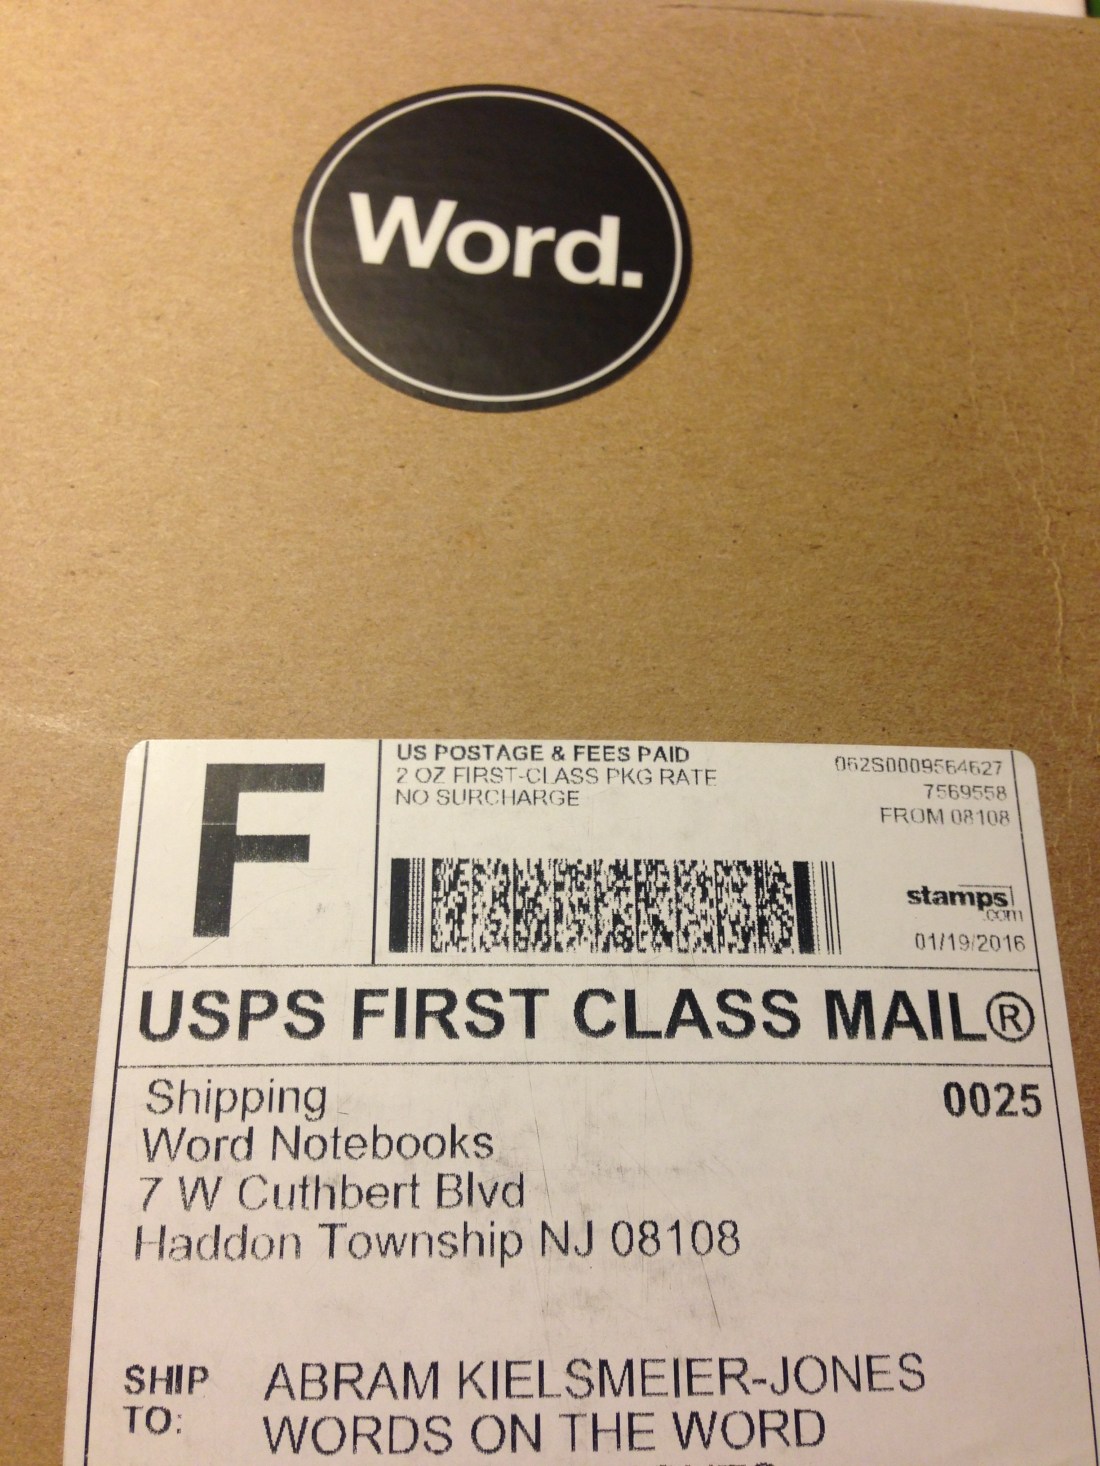 Word.
F
US POSTAGE & FEES PAID
2 OZ FIRST-CLASS PKG RATE
NO SURCHARGE
062S0009564627
7569558
FROM 08108
stamps
.com
01/19/2016
USPS FIRST CLASS MAIL®
Shipping
Word Notebooks
7 W Cuthbert Blvd
Haddon Township NJ 08108
0025
SHIP TO:
ABRAM KIELSMEIER-JONES
WORDS ON THE WORD